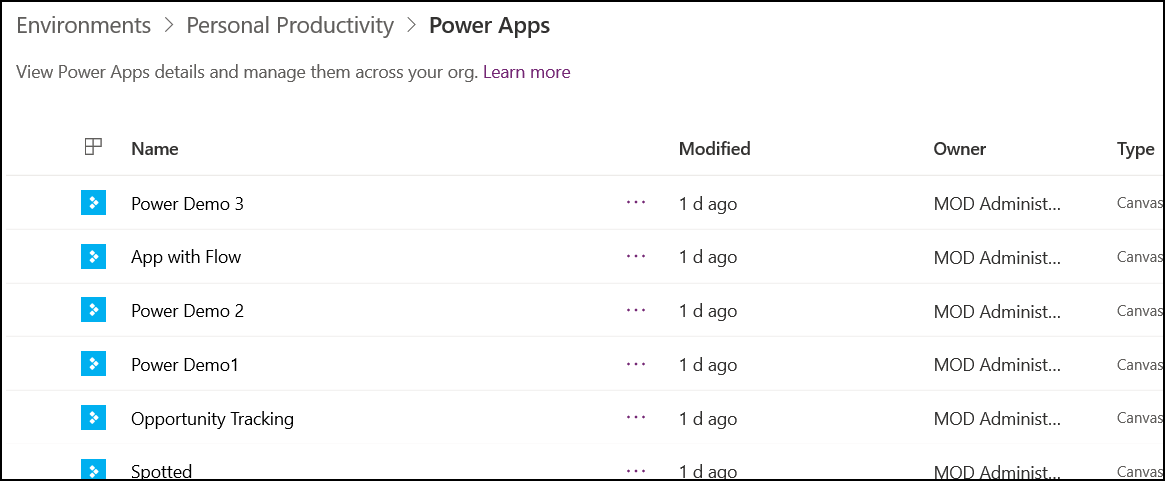 Environments > Personal Productivity > Power Apps
View Power Apps details and manage them across your org. Learn more
Name Modified Owner Type
Power Demo 3 ... 1 d ago MOD Administ... Canvas
App with Flow ... 1 d ago MOD Administ... Canvas
Power Demo 2 ... 1 d ago MOD Administ... Canvas
Power Demo1 ... 1 d ago MOD Administ... Canvas
Opportunity Tracking ... 1 d ago MOD Administ... Canvas
Spotted ... 1 d ago MOD Administ... Canvas